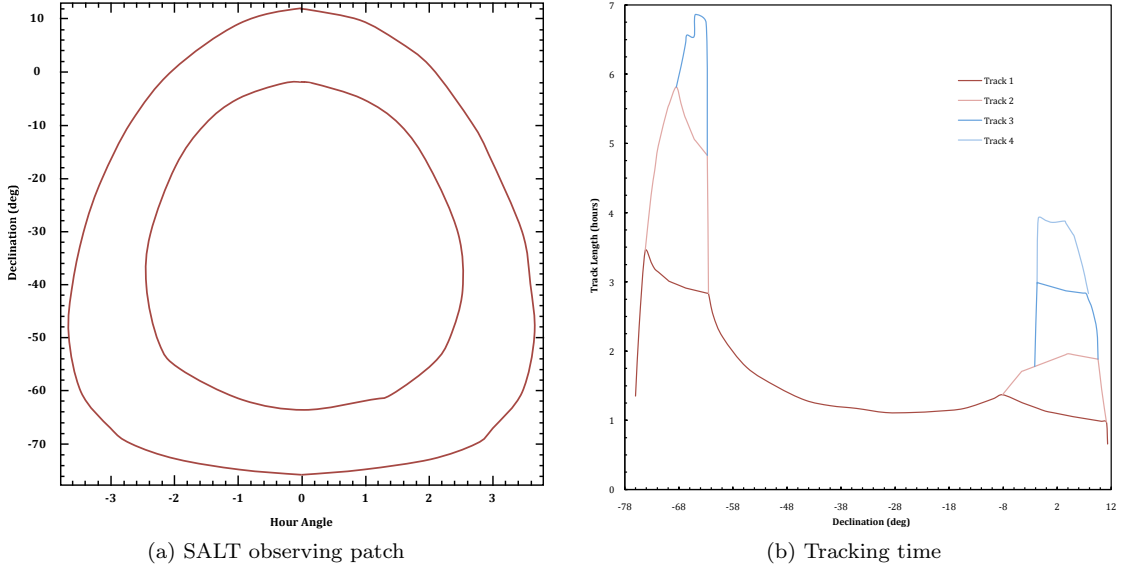 10
0
-10
-20
-30
-40
-50
-60
-70
Declination (deg)
-3 -2 -1 0 1 2 3
Hour Angle
(a) SALT observing patch
7
6
5
4
3
2
1
0
Track Length (hours)
Track 1
Track 2
Track 3
Track 4
-78 -68 -58 -48 -38 -28 -18 -8 2 12
Declination (deg)
(b) Tracking time